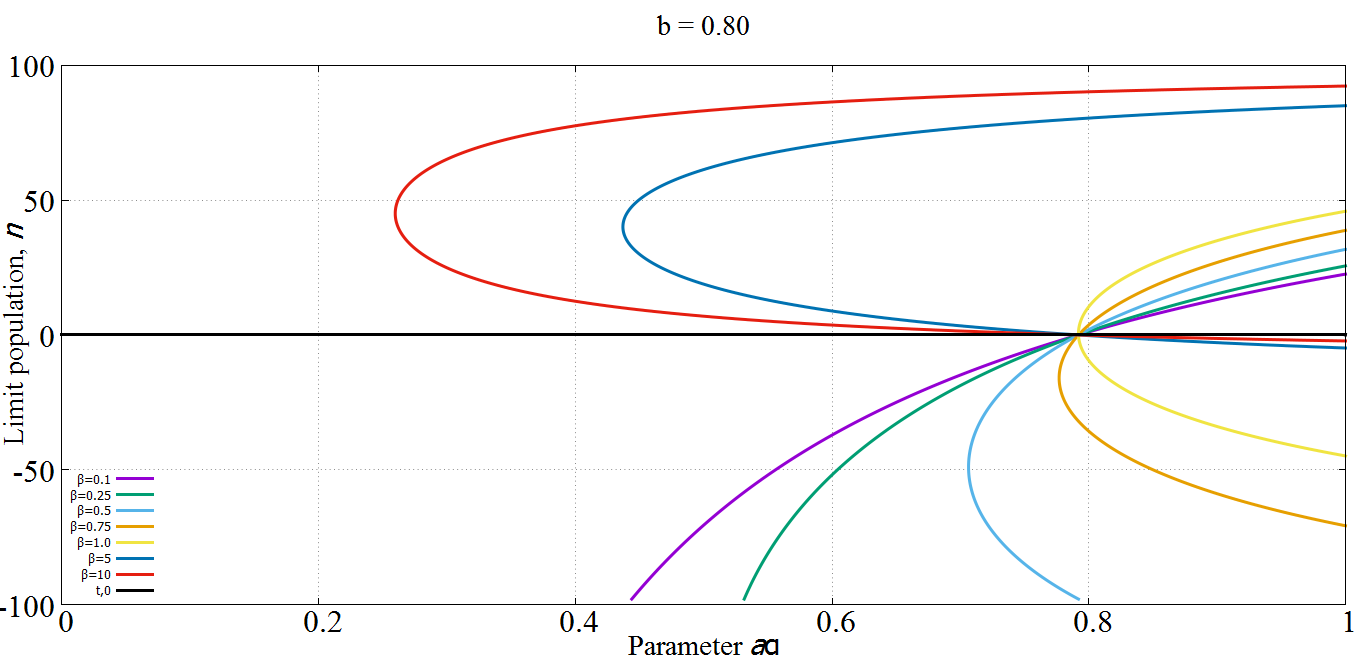 b = 0.80
100
50
0
-50
-100
Limit population, n
β=0.1
β=0.25
β=0.5
β=0.75
β=1.0
β=5
β=10
t,0
0 0.2 0.4 0.6 0.8 1
Parameter aq